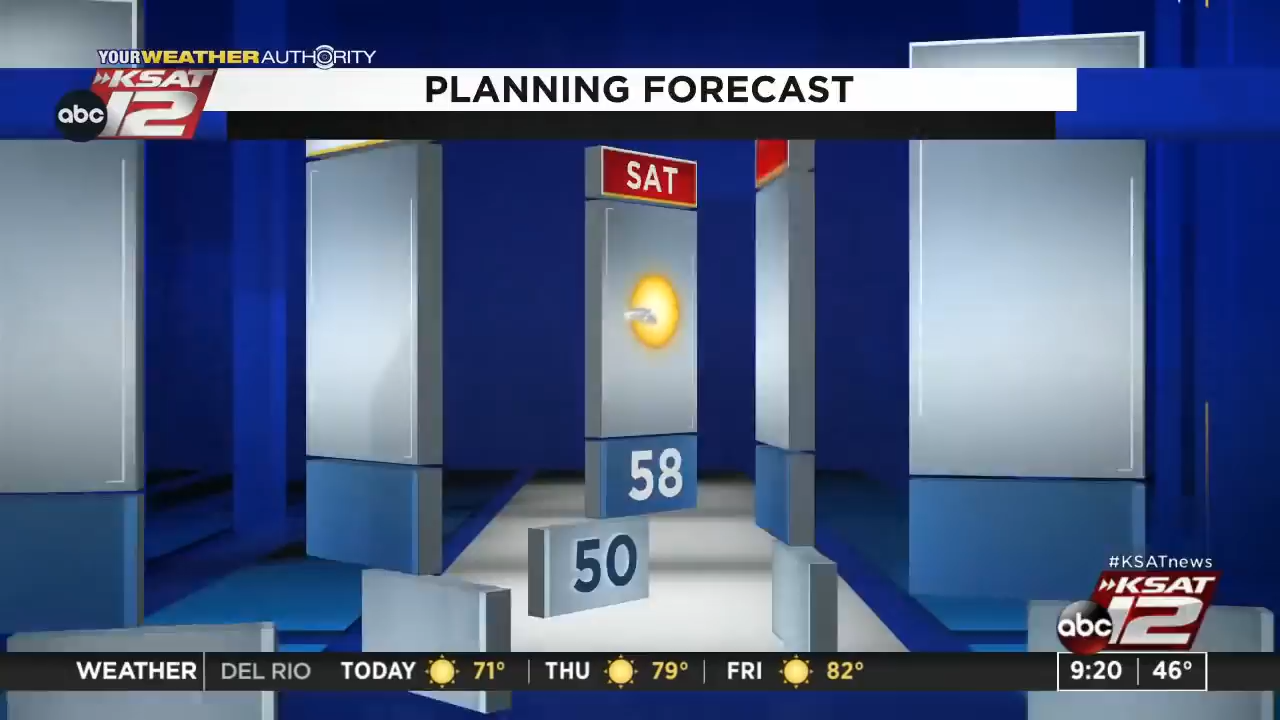 YOURWEATHERAUTHORITY
KSAT
abc 12
PLANNING FORECAST
SAT
58
50
#KSATnews
KSAT
abc 12
WEATHER DEL RIO TODAY 71° THU 79° FRI 82° 9:20 46°